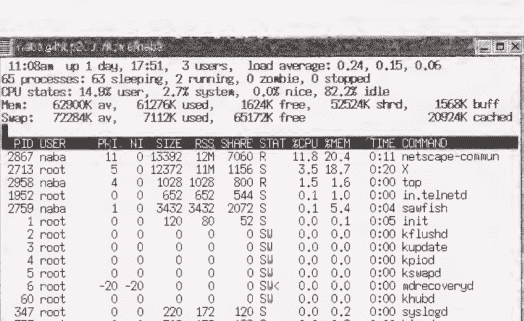 11:08am up 1 day, 17:51, 3 users, load average: 0.24, 0.15, 0.06
65 processes: 63 sleeping, 2 running, 0 zombie, 0 stopped
CPU states: 14.9% user, 2.7% system, 0.0% nice, 82.2% idle
Mem: 62900K av, 61276K used, 1624K free, 52524K shrd, 1568K buff
Swap: 72284K av, 7112K used, 65172K free 20924K cached
PID USER PRI NI SIZE RSS SHARE STAT %CPU %MEM TIME COMMAND
2867 naba 11 0 13392 12M 7060 R 11.8 20.4 0:11 netscape-commun
2713 root 5 0 12372 11M 1156 S 3.5 18.7 0:20 X
2958 naba 4 0 1028 1028 800 R 1.5 1.6 0:00 top
1952 root 0 0 652 652 544 S 0.1 1.0 0:00 in.telnetd
2759 naba 1 0 3432 3432 2072 S 0.1 5.4 0:04 sawfish
1 root 0 0 120 80 52 S 0.0 0.1 0:05 init
2 root 0 0 0 0 0 SW 0.0 0.0 0:00 kflushd
3 root 0 0 0 0 0 SW 0.0 0.0 0:00 kupdate
4 root 0 0 0 0 0 SW 0.0 0.0 0:00 kpiod
5 root 0 0 0 0 0 SW 0.0 0.0 0:00 kswapd
6 root -20 -20 0 0 0 SW< 0.0 0.0 0:00 mdrecoveryd
60 root 0 0 0 0 0 SW 0.0 0.0 0:00 khubd
347 root 0 0 220 172 120 S 0.0 0.2 0:00 syslogd